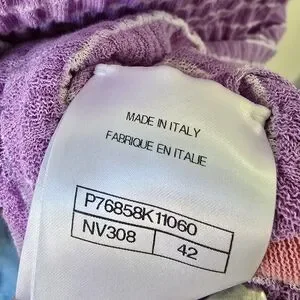 MADE IN ITALY
FABRIQUE EN ITALIE
P76858K11060
NV308 42